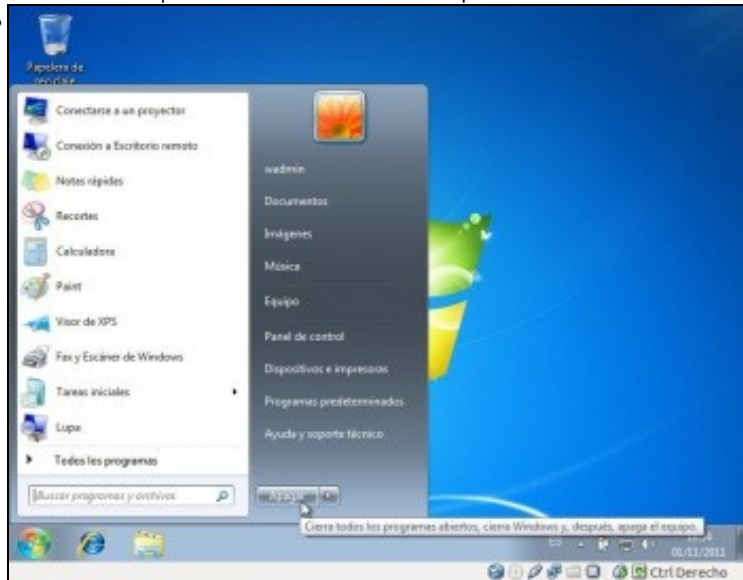 Papelera de
reciclaje
Conectarse a un proyector
Conexión a Escritorio remoto
Notas rápidas
Recortes
Calculadora
Paint
Visor de XPS
Fax y Escáner de Windows
Tareas iniciales
Lupa
Todos los programas
Buscar programas y archivos
wadmin
Documentos
Imágenes
Música
Equipo
Panel de control
Dispositivos e impresoras
Programas predeterminados
Ayuda y soporte técnico
Apagar
Cierra todos los programas abiertos, cierra Windows y, después, apaga el equipo.
ES
01/11/2013
Ctrl Derecho